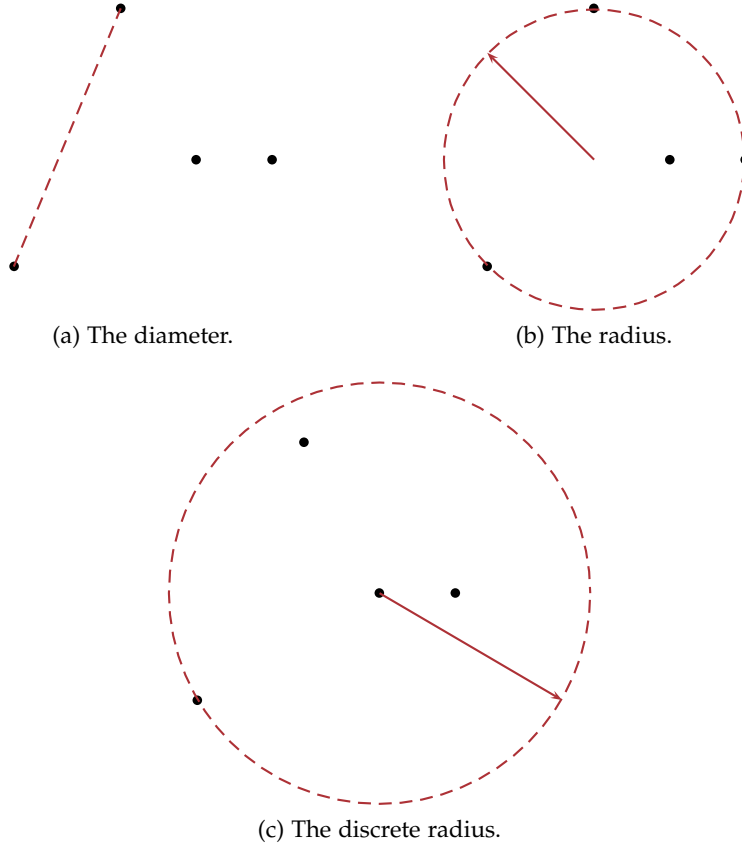 (a) The diameter.
(b) The radius.
(c) The discrete radius.